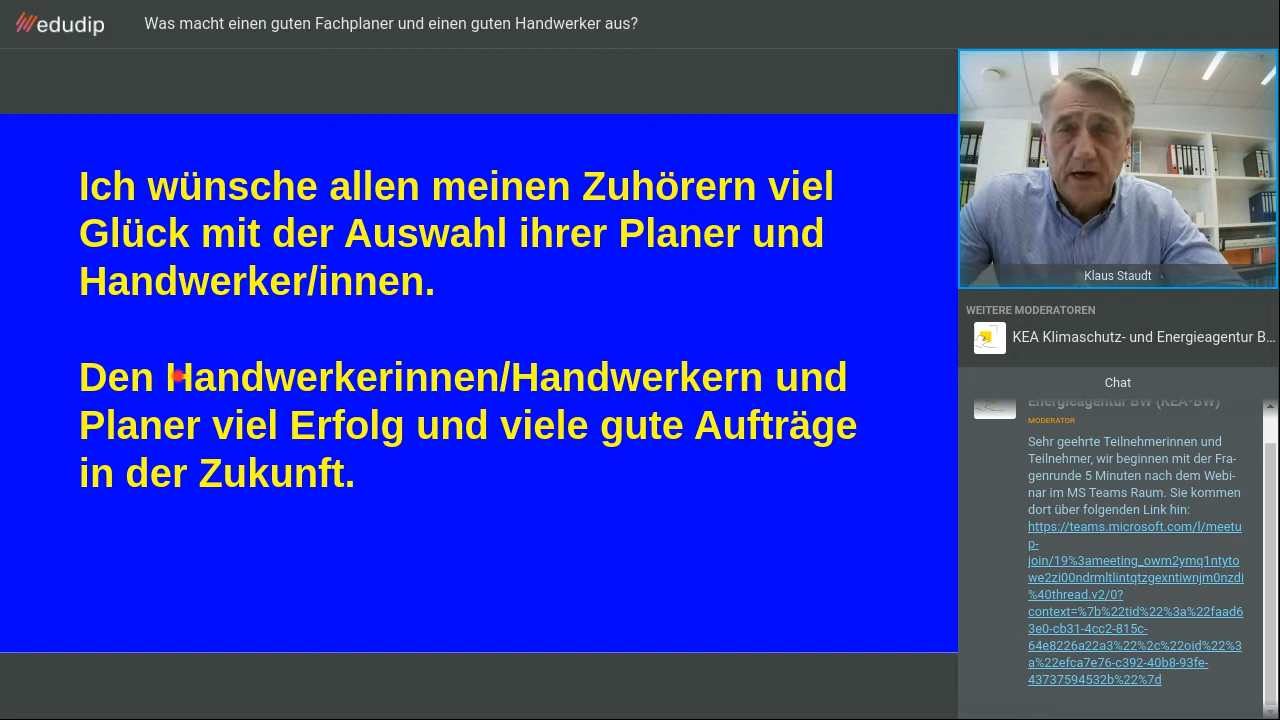 edudip
Was macht einen guten Fachplaner und einen guten Handwerker aus?
Ich wünsche allen meinen Zuhörern viel
Glück mit der Auswahl ihrer Planer und
Handwerker/innen.
Den Handwerkerinnen/Handwerkern und
Planer viel Erfolg und viele gute Aufträge
in der Zukunft.
Klaus Staudt
WEITERE MODERATOREN
KEA Klimaschutz- und Energieagentur B...
Chat
Energieagentur BW (KEA-BW)
MODERATOR
Sehr geehrte Teilnehmerinnen und
Teilnehmer, wir beginnen mit der Fra-
genrunde 5 Minuten nach dem Webi-
nar im MS Teams Raum. Sie kommen
dort über folgenden Link hin:
https://teams.microsoft.com/l/meetu
p-
join/19%3ameeting_owm2ymq1ntyto
we2zi00ndrmltlintqtzgexntiwnjm0nzdi
%40thread.v2/0?
context=%7b%22tid%22%3a%22faad6
3e0-cb31-4cc2-815c-
64e8226a22a3%22%2c%22oid%22%3
a%22efca7e76-c392-40b8-93fe-
43737594532b%22%7d